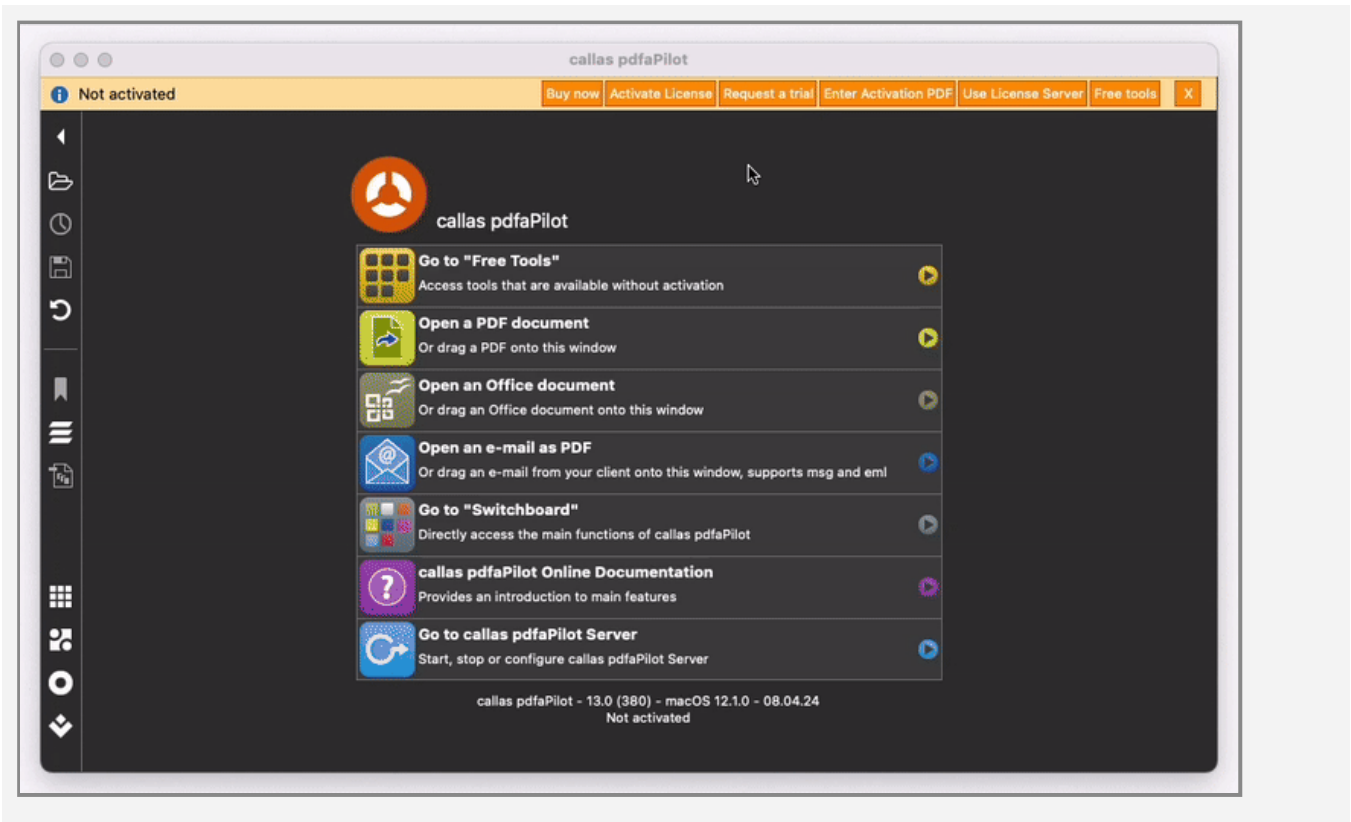 callas pdfaPilot
Not activated
Buy now Activate License Request a trial Enter Activation PDF Use License Server Free tools X
callas pdfaPilot
Go to "Free Tools"
Access tools that are available without activation
Open a PDF document
Or drag a PDF onto this window
Open an Office document
Or drag an Office document onto this window
Open an e-mail as PDF
Or drag an e-mail from your client onto this window, supports msg and eml
Go to "Switchboard"
Directly access the main functions of callas pdfaPilot
callas pdfaPilot Online Documentation
Provides an introduction to main features
Go to callas pdfaPilot Server
Start, stop or configure callas pdfaPilot Server
callas pdfaPilot - 13.0 (380) - macOS 12.1.0 - 08.04.24
Not activated